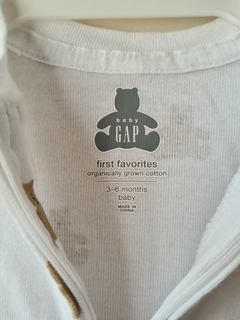 baby
GAP
first favorites
organically grown cotton
3-6 months
baby
MADE IN
CHINA